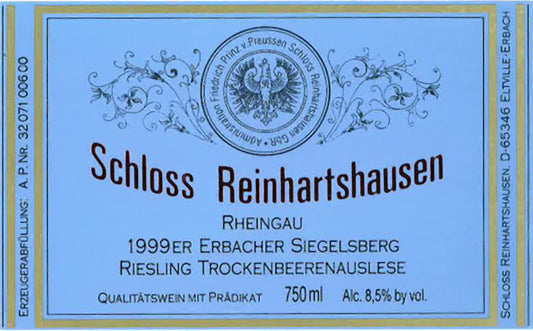 Administration Friedrich Prinz v. Preussen Schloss Reinhartshausen GbR.
Schloss Reinhartshausen
RHEINGAU
1999ER ERBACHER SIEGELSBERG
RIESLING TROCKENBEERENAUSLESE
QUALITÄTSWEIN MIT PRÄDIKAT 750 ml Alc. 8,5% by vol.
ERZEUGERABFÜLLUNG: A. P. NR. 32 071 006 00
SCHLOSS REINHARTSHAUSEN, D-65346 ELTVILLE-ERBACH